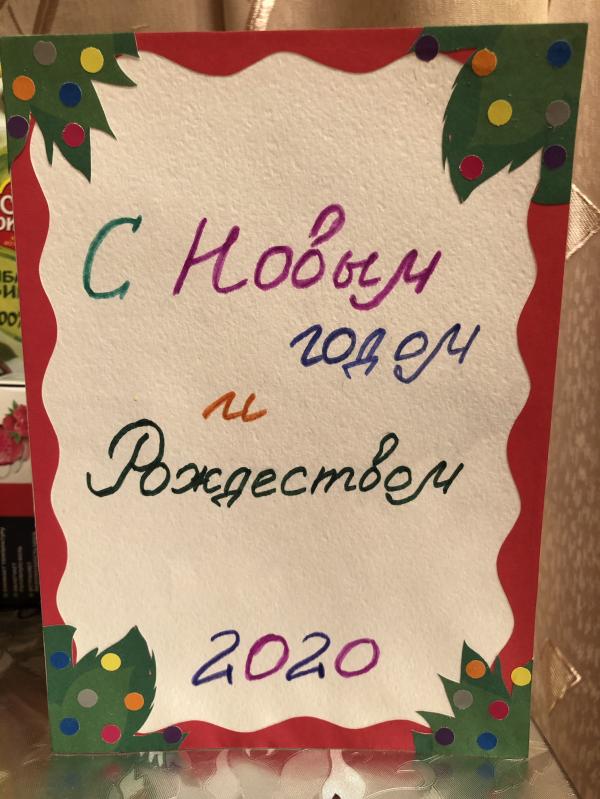 С Новым
годом
и
Рождеством
2020